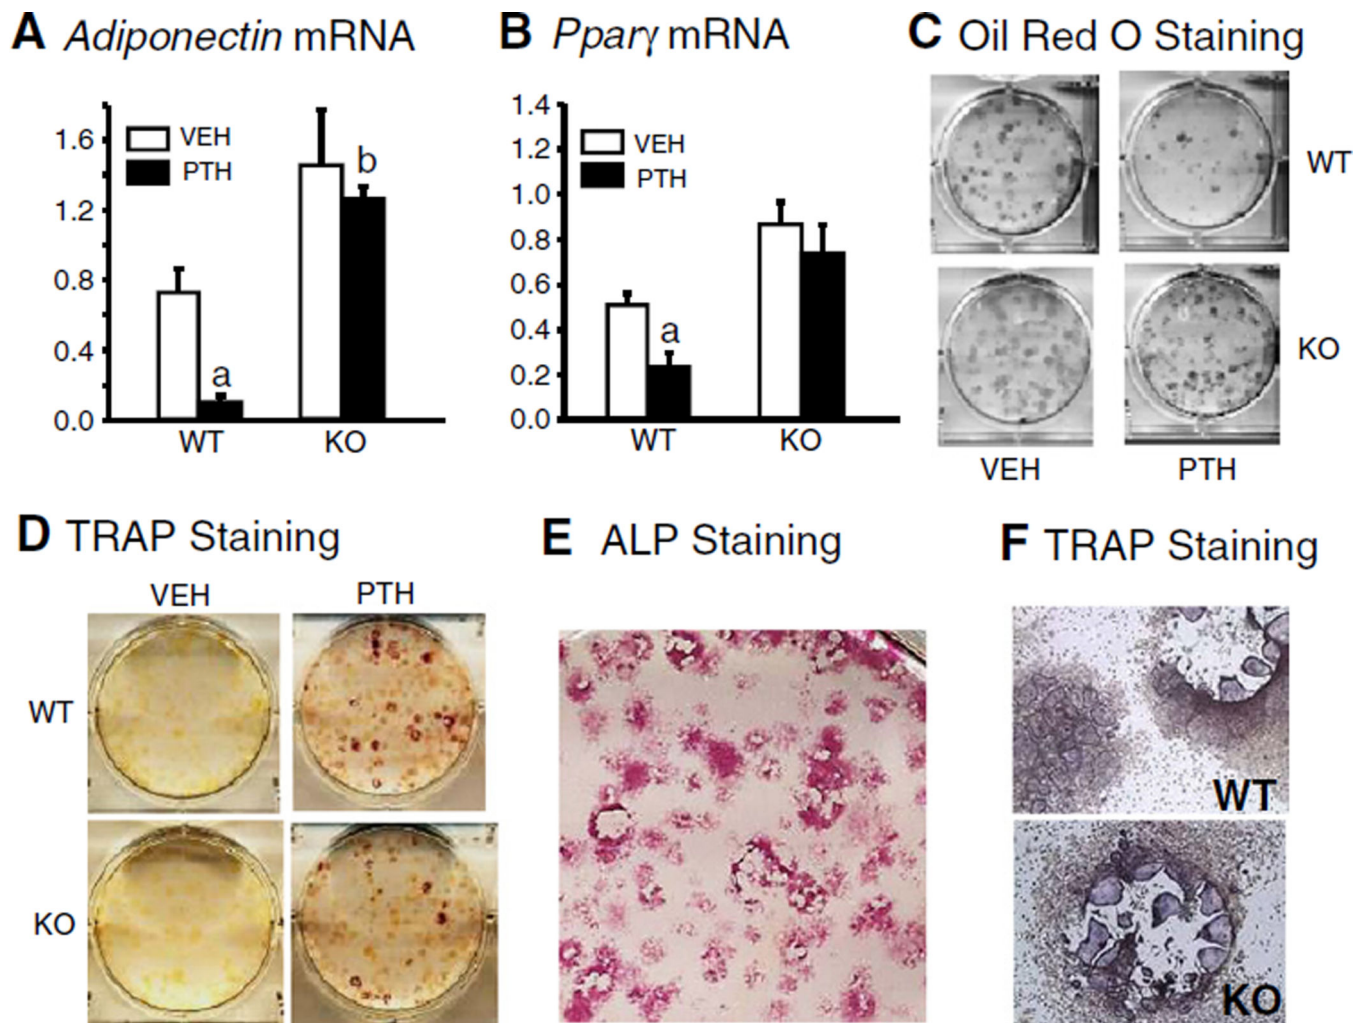 A Adiponectin mRNA
B Pparγ mRNA
C Oil Red O Staining
1.6
1.2
0.8
0.4
0.0
VEH
PTH
b
a
WT
KO
1.4
1.2
1.0
0.8
0.6
0.4
0.2
0.0
VEH
PTH
a
WT
KO
WT
KO
VEH
PTH
D TRAP Staining
VEH
PTH
WT
KO
E ALP Staining
F TRAP Staining
WT
KO